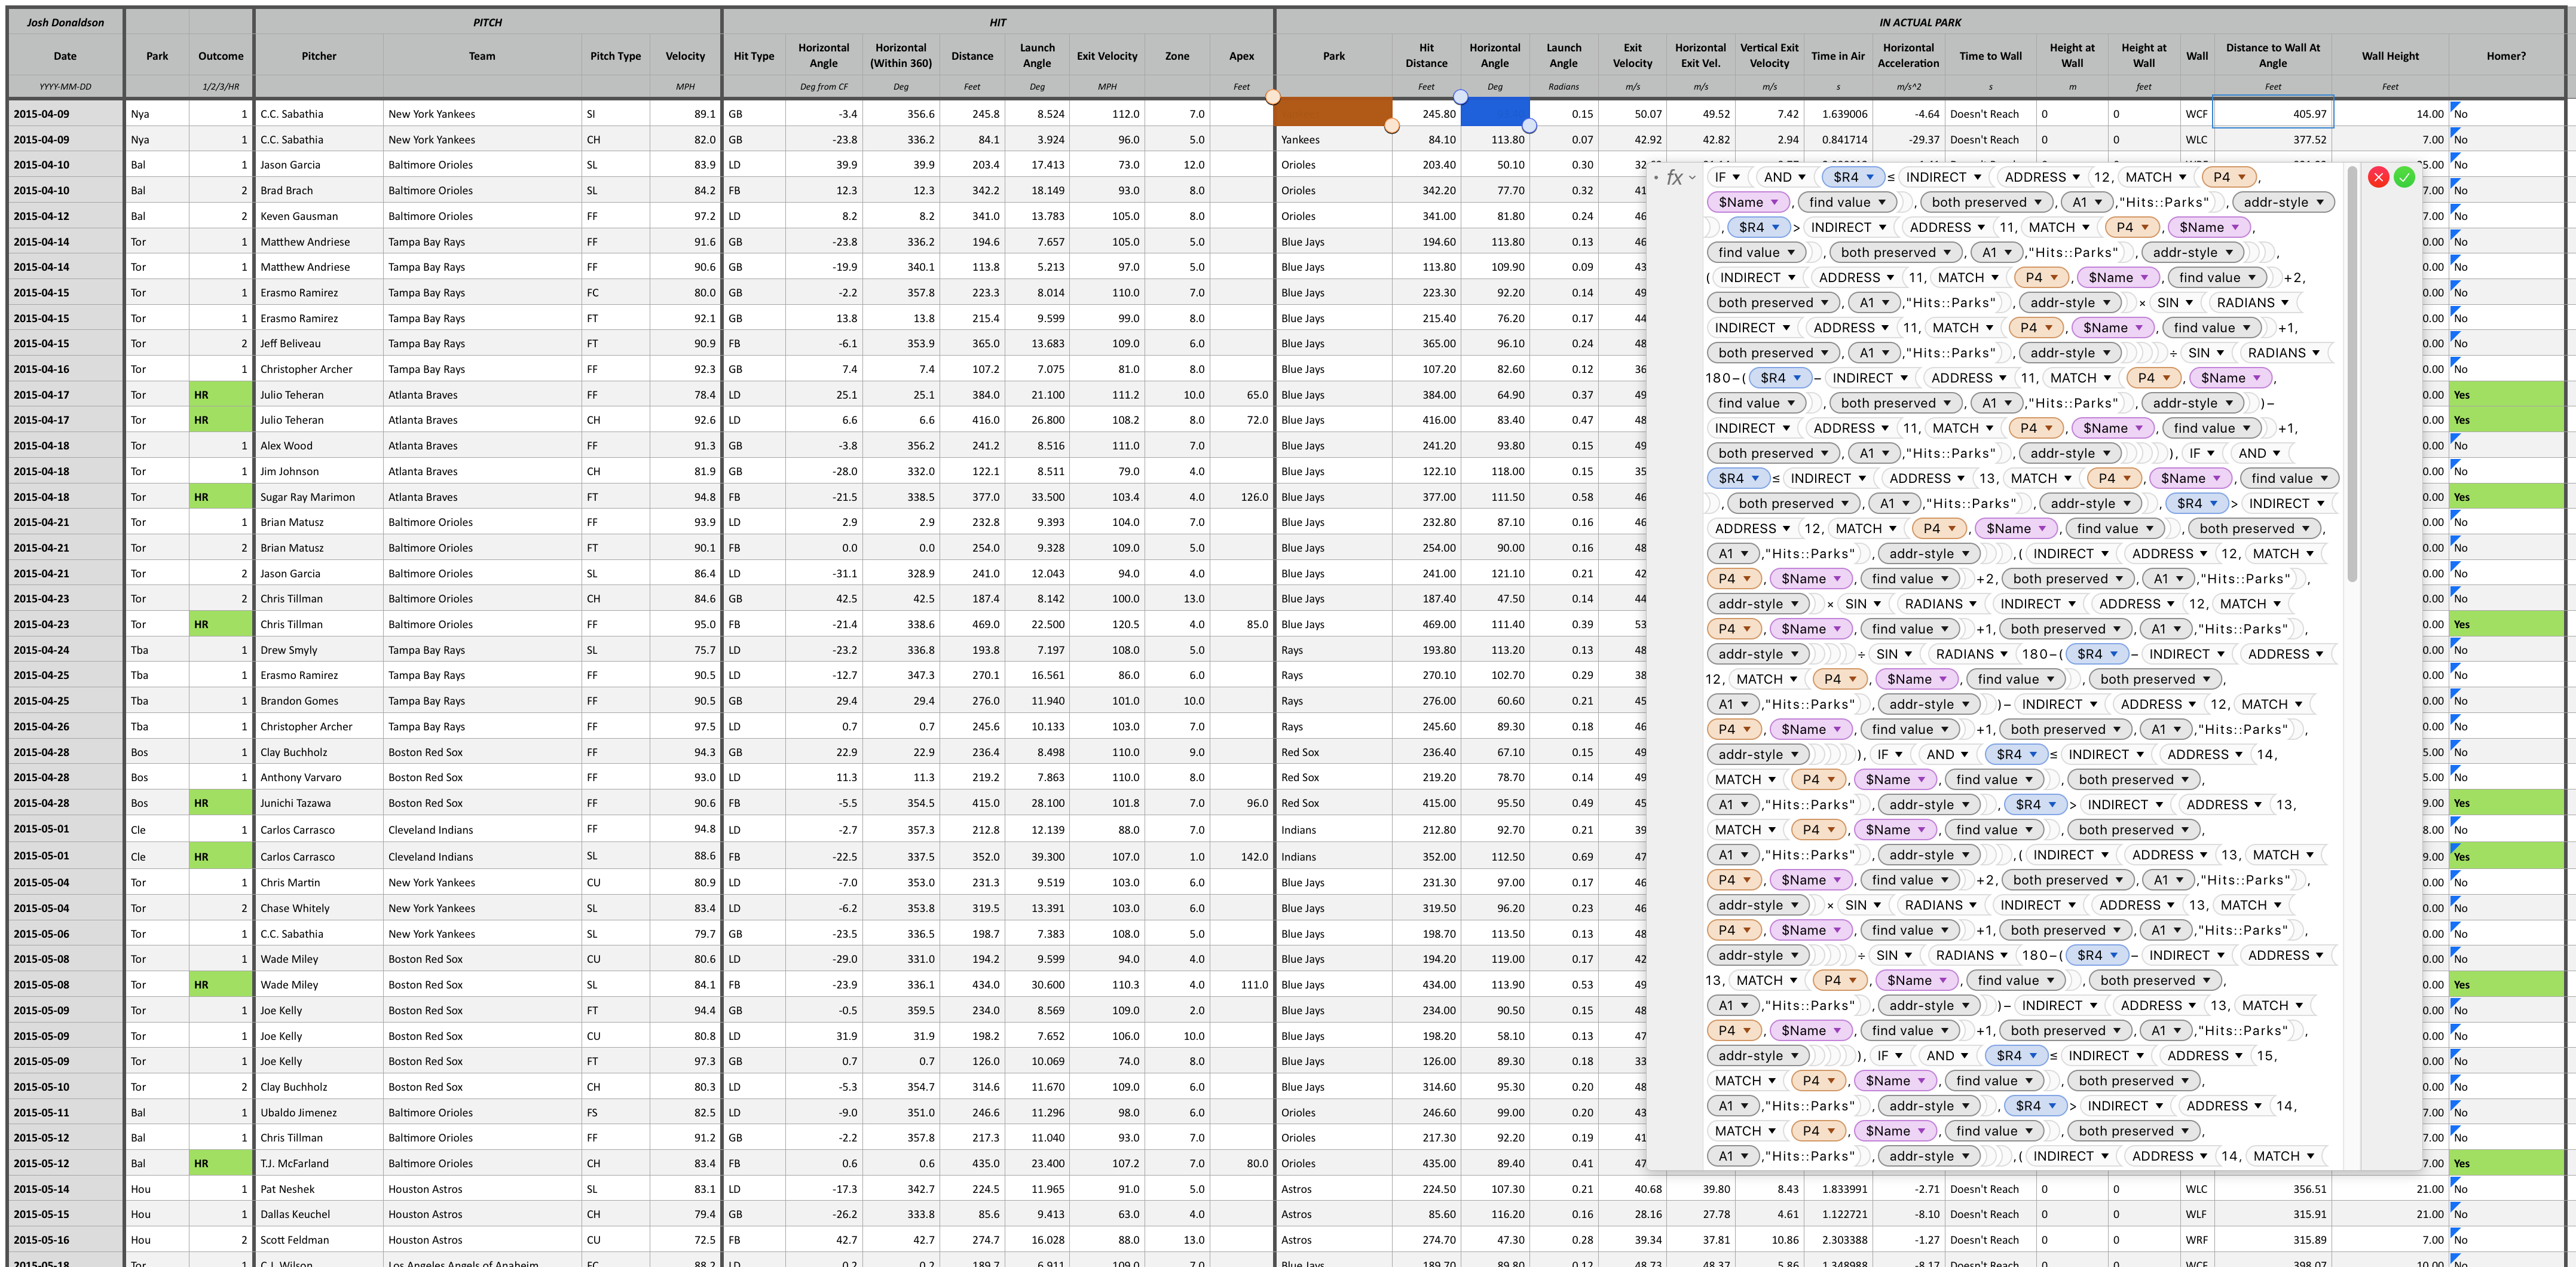 Josh Donaldson PITCH HIT IN ACTUAL PARK
Date Park Outcome Pitcher Team Pitch Type Velocity Hit Type Horizontal Angle Horizontal (Within 360) Distance Launch Angle Exit Velocity Zone Apex Park Hit Distance Horizontal Angle Launch Angle Exit Velocity Horizontal Exit Vel. Vertical Exit Velocity Time in Air Horizontal Acceleration Time to Wall Height at Wall Height at Wall Wall Distance to Wall At Angle Wall Height Homer?
YYYY-MM-DD 1/2/3/HR MPH Deg from CF Deg Feet Deg MPH Feet Feet Deg Radians m/s m/s m/s s m/s^2 s m feet Feet Feet
2015-04-09 Nya 1 C.C. Sabathia New York Yankees SI 89.1 GB -3.4 356.6 245.8 8.524 112.0 7.0 245.80 0.15 50.07 49.52 7.42 1.639006 -4.64 Doesn't Reach 0 0 WCF 405.97 14.00 No
2015-04-09 Nya 1 C.C. Sabathia New York Yankees CH 82.0 GB -23.8 336.2 84.1 3.924 96.0 5.0 Yankees 84.10 113.80 0.07 42.92 42.82 2.94 0.841714 -29.37 Doesn't Reach 0 0 WLC 377.52 7.00 No
2015-04-10 Bal 1 Jason Garcia Baltimore Orioles SL 83.9 LD 39.9 39.9 203.4 17.413 73.0 12.0 Orioles 203.40 50.10 0.30 No
2015-04-10 Bal 2 Brad Brach Baltimore Orioles SL 84.2 FB 12.3 12.3 342.2 18.149 93.0 8.0 Orioles 342.20 77.70 0.32 41 7.00 No
2015-04-12 Bal 2 Keven Gausman Baltimore Orioles FF 97.2 LD 8.2 8.2 341.0 13.783 105.0 8.0 Orioles 341.00 81.80 0.24 46 7.00 No
2015-04-14 Tor 1 Matthew Andriese Tampa Bay Rays FF 91.6 GB -23.8 336.2 194.6 7.657 105.0 5.0 Blue Jays 194.60 113.80 0.13 46 0.00 No
2015-04-14 Tor 1 Matthew Andriese Tampa Bay Rays FF 90.6 GB -19.9 340.1 113.8 5.213 97.0 5.0 Blue Jays 113.80 109.90 0.09 43 0.00 No
2015-04-15 Tor 1 Erasmo Ramirez Tampa Bay Rays FC 80.0 GB -2.2 357.8 223.3 8.014 110.0 7.0 Blue Jays 223.30 92.20 0.14 49 0.00 No
2015-04-15 Tor 1 Erasmo Ramirez Tampa Bay Rays FT 92.1 GB 13.8 13.8 215.4 9.599 99.0 8.0 Blue Jays 215.40 76.20 0.17 44 0.00 No
2015-04-15 Tor 2 Jeff Beliveau Tampa Bay Rays FT 90.9 FB -6.1 353.9 365.0 13.683 109.0 6.0 Blue Jays 365.00 96.10 0.24 48 0.00 No
2015-04-16 Tor 1 Christopher Archer Tampa Bay Rays FF 92.3 GB 7.4 7.4 107.2 7.075 81.0 8.0 Blue Jays 107.20 82.60 0.12 36 0.00 No
2015-04-17 Tor HR Julio Teheran Atlanta Braves FF 78.4 LD 25.1 25.1 384.0 21.100 111.2 10.0 65.0 Blue Jays 384.00 64.90 0.37 49 0.00 Yes
2015-04-17 Tor HR Julio Teheran Atlanta Braves CH 92.6 LD 6.6 6.6 416.0 26.800 108.2 8.0 72.0 Blue Jays 416.00 83.40 0.47 48 0.00 Yes
2015-04-18 Tor 1 Alex Wood Atlanta Braves FF 91.3 GB -3.8 356.2 241.2 8.516 111.0 7.0 Blue Jays 241.20 93.80 0.15 49 0.00 No
2015-04-18 Tor 1 Jim Johnson Atlanta Braves CH 81.9 GB -28.0 332.0 122.1 8.511 79.0 4.0 Blue Jays 122.10 118.00 0.15 35 0.00 No
2015-04-18 Tor HR Sugar Ray Marimon Atlanta Braves FT 94.8 FB -21.5 338.5 377.0 33.500 103.4 4.0 126.0 Blue Jays 377.00 111.50 0.58 46 0.00 Yes
2015-04-21 Tor 1 Brian Matusz Baltimore Orioles FF 93.9 LD 2.9 2.9 232.8 9.393 104.0 7.0 Blue Jays 232.80 87.10 0.16 46 0.00 No
2015-04-21 Tor 2 Brian Matusz Baltimore Orioles FT 90.1 FB 0.0 0.0 254.0 9.328 109.0 5.0 Blue Jays 254.00 90.00 0.16 48 0.00 No
2015-04-21 Tor 2 Jason Garcia Baltimore Orioles SL 86.4 LD -31.1 328.9 241.0 12.043 94.0 4.0 Blue Jays 241.00 121.10 0.21 42 0.00 No
2015-04-23 Tor 2 Chris Tillman Baltimore Orioles CH 84.6 GB 42.5 42.5 187.4 8.142 100.0 13.0 Blue Jays 187.40 47.50 0.14 44 0.00 No
2015-04-23 Tor HR Chris Tillman Baltimore Orioles FF 95.0 FB -21.4 338.6 469.0 22.500 120.5 4.0 85.0 Blue Jays 469.00 111.40 0.39 53 0.00 Yes
2015-04-24 Tba 1 Drew Smyly Tampa Bay Rays SL 75.7 LD -23.2 336.8 193.8 7.197 108.0 5.0 Rays 193.80 113.20 0.13 48 0.00 No
2015-04-25 Tba 1 Erasmo Ramirez Tampa Bay Rays FF 90.5 LD -12.7 347.3 270.1 16.561 86.0 6.0 Rays 270.10 102.70 0.29 38 0.00 No
2015-04-25 Tba 1 Brandon Gomes Tampa Bay Rays FF 90.5 GB 29.4 29.4 276.0 11.940 101.0 10.0 Rays 276.00 60.60 0.21 45 0.00 No
2015-04-26 Tba 1 Christopher Archer Tampa Bay Rays FF 97.5 LD 0.7 0.7 245.6 10.133 103.0 7.0 Rays 245.60 89.30 0.18 46 0.00 No
2015-04-28 Bos 1 Clay Buchholz Boston Red Sox FF 94.3 GB 22.9 22.9 236.4 8.498 110.0 9.0 Red Sox 236.40 67.10 0.15 49 5.00 No
2015-04-28 Bos 1 Anthony Varvaro Boston Red Sox FF 93.0 LD 11.3 11.3 219.2 7.863 110.0 8.0 Red Sox 219.20 78.70 0.14 49 5.00 No
2015-04-28 Bos HR Junichi Tazawa Boston Red Sox FF 90.6 FB -5.5 354.5 415.0 28.100 101.8 7.0 96.0 Red Sox 415.00 95.50 0.49 45 9.00 Yes
2015-05-01 Cle 1 Carlos Carrasco Cleveland Indians FF 94.8 LD -2.7 357.3 212.8 12.139 88.0 7.0 Indians 212.80 92.70 0.21 39 8.00 No
2015-05-01 Cle HR Carlos Carrasco Cleveland Indians SL 88.6 FB -22.5 337.5 352.0 39.300 107.0 1.0 142.0 Indians 352.00 112.50 0.69 47 9.00 Yes
2015-05-04 Tor 1 Chris Martin New York Yankees CU 80.9 LD -7.0 353.0 231.3 9.519 103.0 6.0 Blue Jays 231.30 97.00 0.17 46 0.00 No
2015-05-04 Tor 2 Chase Whitely New York Yankees SL 83.4 LD -6.2 353.8 319.5 13.391 103.0 6.0 Blue Jays 319.50 96.20 0.23 46 0.00 No
2015-05-06 Tor 1 C.C. Sabathia New York Yankees SL 79.7 GB -23.5 336.5 198.7 7.383 108.0 5.0 Blue Jays 198.70 113.50 0.13 48 0.00 No
2015-05-08 Tor 1 Wade Miley Boston Red Sox CU 80.6 LD -29.0 331.0 194.2 9.599 94.0 4.0 Blue Jays 194.20 119.00 0.17 42 0.00 No
2015-05-08 Tor HR Wade Miley Boston Red Sox SL 84.1 FB -23.9 336.1 434.0 30.600 110.3 4.0 111.0 Blue Jays 434.00 113.90 0.53 49 0.00 Yes
2015-05-09 Tor 1 Joe Kelly Boston Red Sox FT 94.4 GB -0.5 359.5 234.0 8.569 109.0 2.0 Blue Jays 234.00 90.50 0.15 48 0.00 No
2015-05-09 Tor 1 Joe Kelly Boston Red Sox CU 80.8 LD 31.9 31.9 198.2 7.652 106.0 10.0 Blue Jays 198.20 58.10 0.13 47 0.00 No
2015-05-09 Tor 1 Joe Kelly Boston Red Sox FT 97.3 GB 0.7 0.7 126.0 10.069 74.0 8.0 Blue Jays 126.00 89.30 0.18 33 0.00 No
2015-05-10 Tor 2 Clay Buchholz Boston Red Sox CH 80.3 LD -5.3 354.7 314.6 11.670 109.0 6.0 Blue Jays 314.60 95.30 0.20 48 0.00 No
2015-05-11 Bal 1 Ubaldo Jimenez Baltimore Orioles FS 82.5 LD -9.0 351.0 246.6 11.296 98.0 6.0 Orioles 246.60 99.00 0.20 43 7.00 No
2015-05-12 Bal 1 Chris Tillman Baltimore Orioles FF 91.2 GB -2.2 357.8 217.3 11.040 93.0 7.0 Orioles 217.30 92.20 0.19 41 7.00 No
2015-05-12 Bal HR T.J. McFarland Baltimore Orioles CH 83.4 FB 0.6 0.6 435.0 23.400 107.2 7.0 80.0 Orioles 435.00 89.40 0.41 47 7.00 Yes
2015-05-14 Hou 1 Pat Neshek Houston Astros SL 83.1 LD -17.3 342.7 224.5 11.965 91.0 5.0 Astros 224.50 107.30 0.21 40.68 39.80 8.43 1.833991 -2.71 Doesn't Reach 0 0 WLC 356.51 21.00 No
2015-05-15 Hou 1 Dallas Keuchel Houston Astros CH 79.4 GB -26.2 333.8 85.6 9.413 63.0 4.0 Astros 85.60 116.20 0.16 28.16 27.78 4.61 1.122721 -8.10 Doesn't Reach 0 0 WLF 315.91 21.00 No
2015-05-16 Hou 2 Scott Feldman Houston Astros CU 72.5 FB 42.7 42.7 274.7 16.028 88.0 13.0 Astros 274.70 47.30 0.28 39.34 37.81 10.86 2.303388 -1.27 Doesn't Reach 0 0 WRF 315.89 7.00 No
fx IF AND $R4 ≤ INDIRECT ADDRESS 12, MATCH P4 ,
$Name , find value , both preserved , A1 ,"Hits::Parks" , addr-style
, $R4 > INDIRECT ADDRESS 11, MATCH P4 , $Name ,
find value , both preserved , A1 ,"Hits::Parks" , addr-style ,
( INDIRECT ADDRESS 11, MATCH P4 , $Name , find value +2,
both preserved , A1 ,"Hits::Parks" , addr-style × SIN RADIANS
INDIRECT ADDRESS 11, MATCH P4 , $Name , find value +1,
both preserved , A1 ,"Hits::Parks" , addr-style ÷ SIN RADIANS
180−( $R4 − INDIRECT ADDRESS 11, MATCH P4 , $Name ,
find value , both preserved , A1 ,"Hits::Parks" , addr-style )−
INDIRECT ADDRESS 11, MATCH P4 , $Name , find value +1,
both preserved , A1 ,"Hits::Parks" , addr-style ), IF AND
$R4 ≤ INDIRECT ADDRESS 13, MATCH P4 , $Name , find value
, both preserved , A1 ,"Hits::Parks" , addr-style , $R4 > INDIRECT
ADDRESS 12, MATCH P4 , $Name , find value , both preserved ,
A1 ,"Hits::Parks" , addr-style ,( INDIRECT ADDRESS 12, MATCH
P4 , $Name , find value +2, both preserved , A1 ,"Hits::Parks" ,
addr-style × SIN RADIANS INDIRECT ADDRESS 12, MATCH
P4 , $Name , find value +1, both preserved , A1 ,"Hits::Parks" ,
addr-style ÷ SIN RADIANS 180−( $R4 − INDIRECT ADDRESS
12, MATCH P4 , $Name , find value , both preserved ,
A1 ,"Hits::Parks" , addr-style )− INDIRECT ADDRESS 12, MATCH
P4 , $Name , find value +1, both preserved , A1 ,"Hits::Parks" ,
addr-style ), IF AND $R4 ≤ INDIRECT ADDRESS 14,
MATCH P4 , $Name , find value , both preserved ,
A1 ,"Hits::Parks" , addr-style , $R4 > INDIRECT ADDRESS 13,
MATCH P4 , $Name , find value , both preserved ,
A1 ,"Hits::Parks" , addr-style ,( INDIRECT ADDRESS 13, MATCH
P4 , $Name , find value +2, both preserved , A1 ,"Hits::Parks" ,
addr-style × SIN RADIANS INDIRECT ADDRESS 13, MATCH
P4 , $Name , find value +1, both preserved , A1 ,"Hits::Parks" ,
addr-style ÷ SIN RADIANS 180−( $R4 − INDIRECT ADDRESS
13, MATCH P4 , $Name , find value , both preserved ,
A1 ,"Hits::Parks" , addr-style )− INDIRECT ADDRESS 13, MATCH
P4 , $Name , find value +1, both preserved , A1 ,"Hits::Parks" ,
addr-style ), IF AND $R4 ≤ INDIRECT ADDRESS 15,
MATCH P4 , $Name , find value , both preserved ,
A1 ,"Hits::Parks" , addr-style , $R4 > INDIRECT ADDRESS 14,
MATCH P4 , $Name , find value , both preserved ,
A1 ,"Hits::Parks" , addr-style ,( INDIRECT ADDRESS 14, MATCH